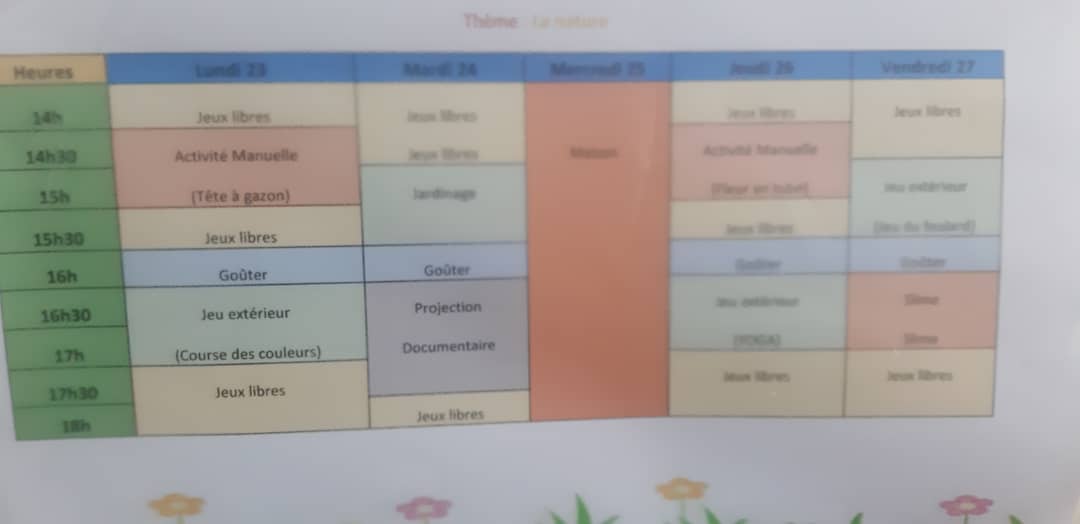 Thème : La nature
Heures Lundi 23 Mardi 24 Mercredi 25 Jeudi 26 Vendredi 27
14h Jeux libres Jeux libres Jeux libres Jeux libres
14h30 Activité Manuelle Jeux libres Maison Activité Manuelle
15h (Tête à gazon) Jardinage (Fleur en Jeu extérieur
15h30 Jeux libres Jeux libres (Jeu du foulard)
16h Goûter Goûter Goûter Goûter
16h30 Jeu extérieur Projection Jeu extérieur Slime
17h (Course des couleurs) Documentaire (YOGA) Slime
17h30 Jeux libres Jeux libres Jeux libres
18h Jeux libres